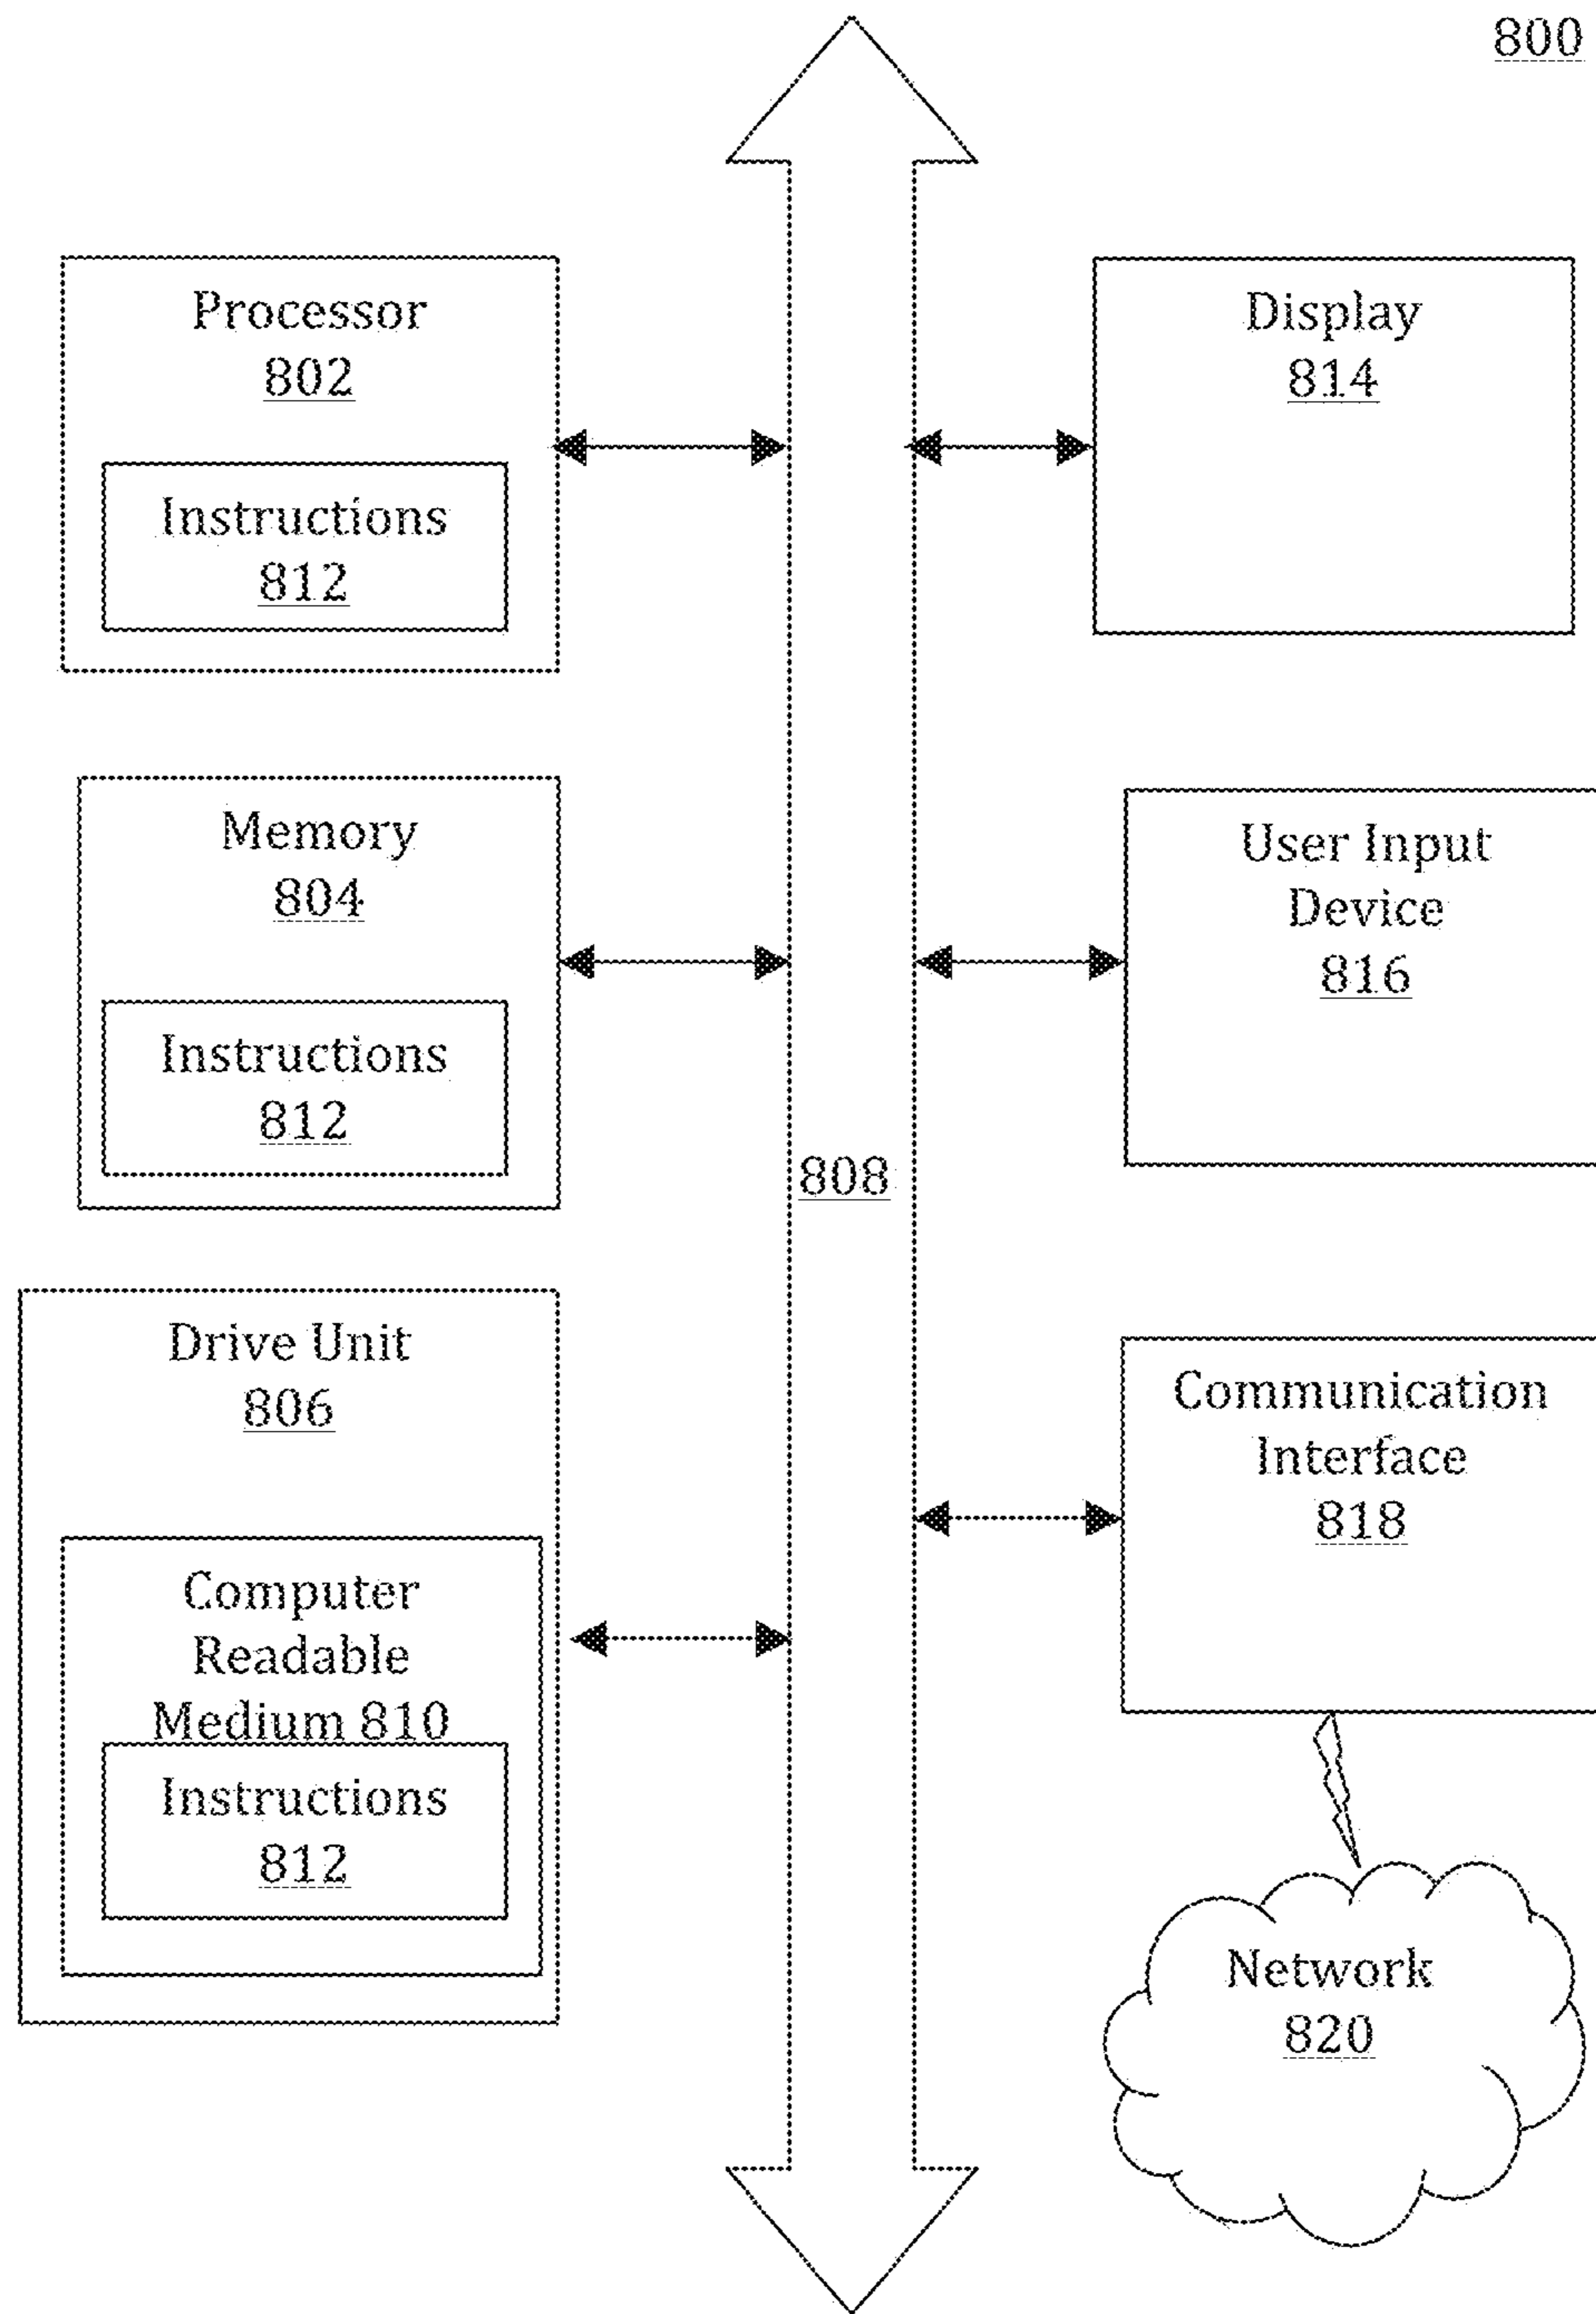 800
Processor
802
Instructions
812
Memory
804
Instructions
812
Drive Unit
806
Computer
Readable
Medium 810
Instructions
812
808
Display
814
User Input
Device
816
Communication
Interface
818
Network
820